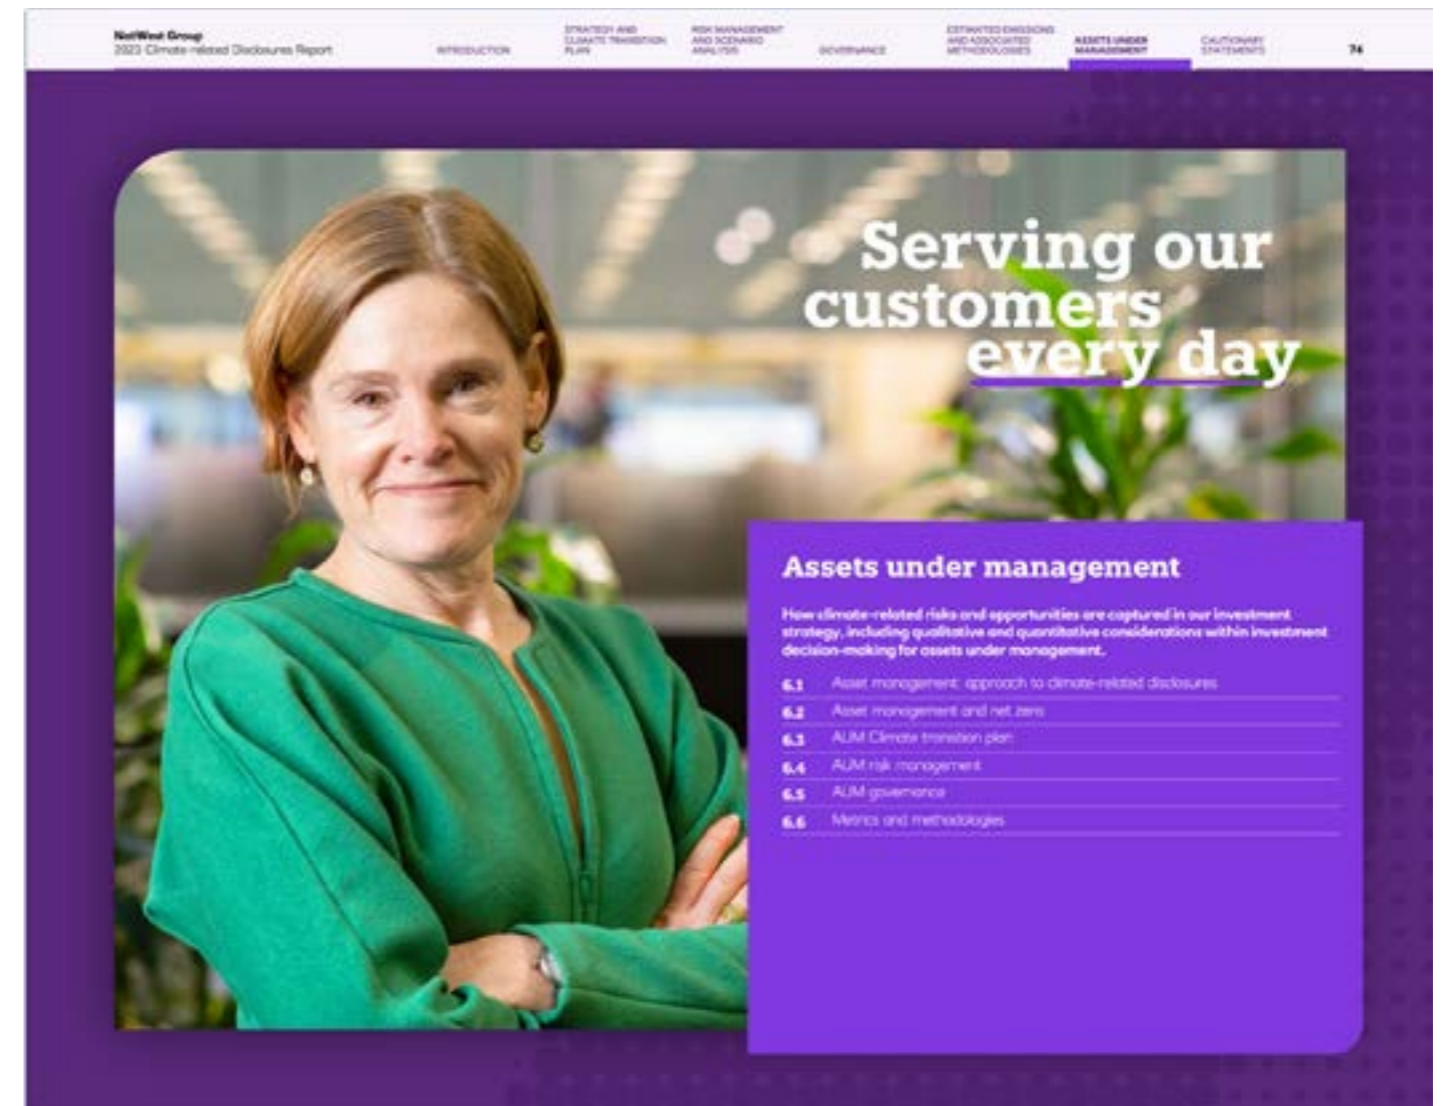 NatWest Group
2023 Climate-related Disclosures Report
INTRODUCTION
STRATEGY AND
CLIMATE TRANSITION
PLAN
RISK MANAGEMENT
AND SCENARIO
ANALYSIS
GOVERNANCE
ESTIMATED EMISSIONS
AND ASSOCIATED
METHODOLOGIES
ASSETS UNDER
MANAGEMENT
CAUTIONARY
STATEMENTS
74
Serving our
customers
every day
Assets under management
How climate-related risks and opportunities are captured in our investment
strategy, including qualitative and quantitative considerations within investment
decision-making for assets under management.
6.1 Asset management: approach to climate-related disclosures
6.2 Asset management and net zero
6.3 AUM Climate transition plan
6.4 AUM risk management
6.5 AUM governance
6.6 Metrics and methodologies